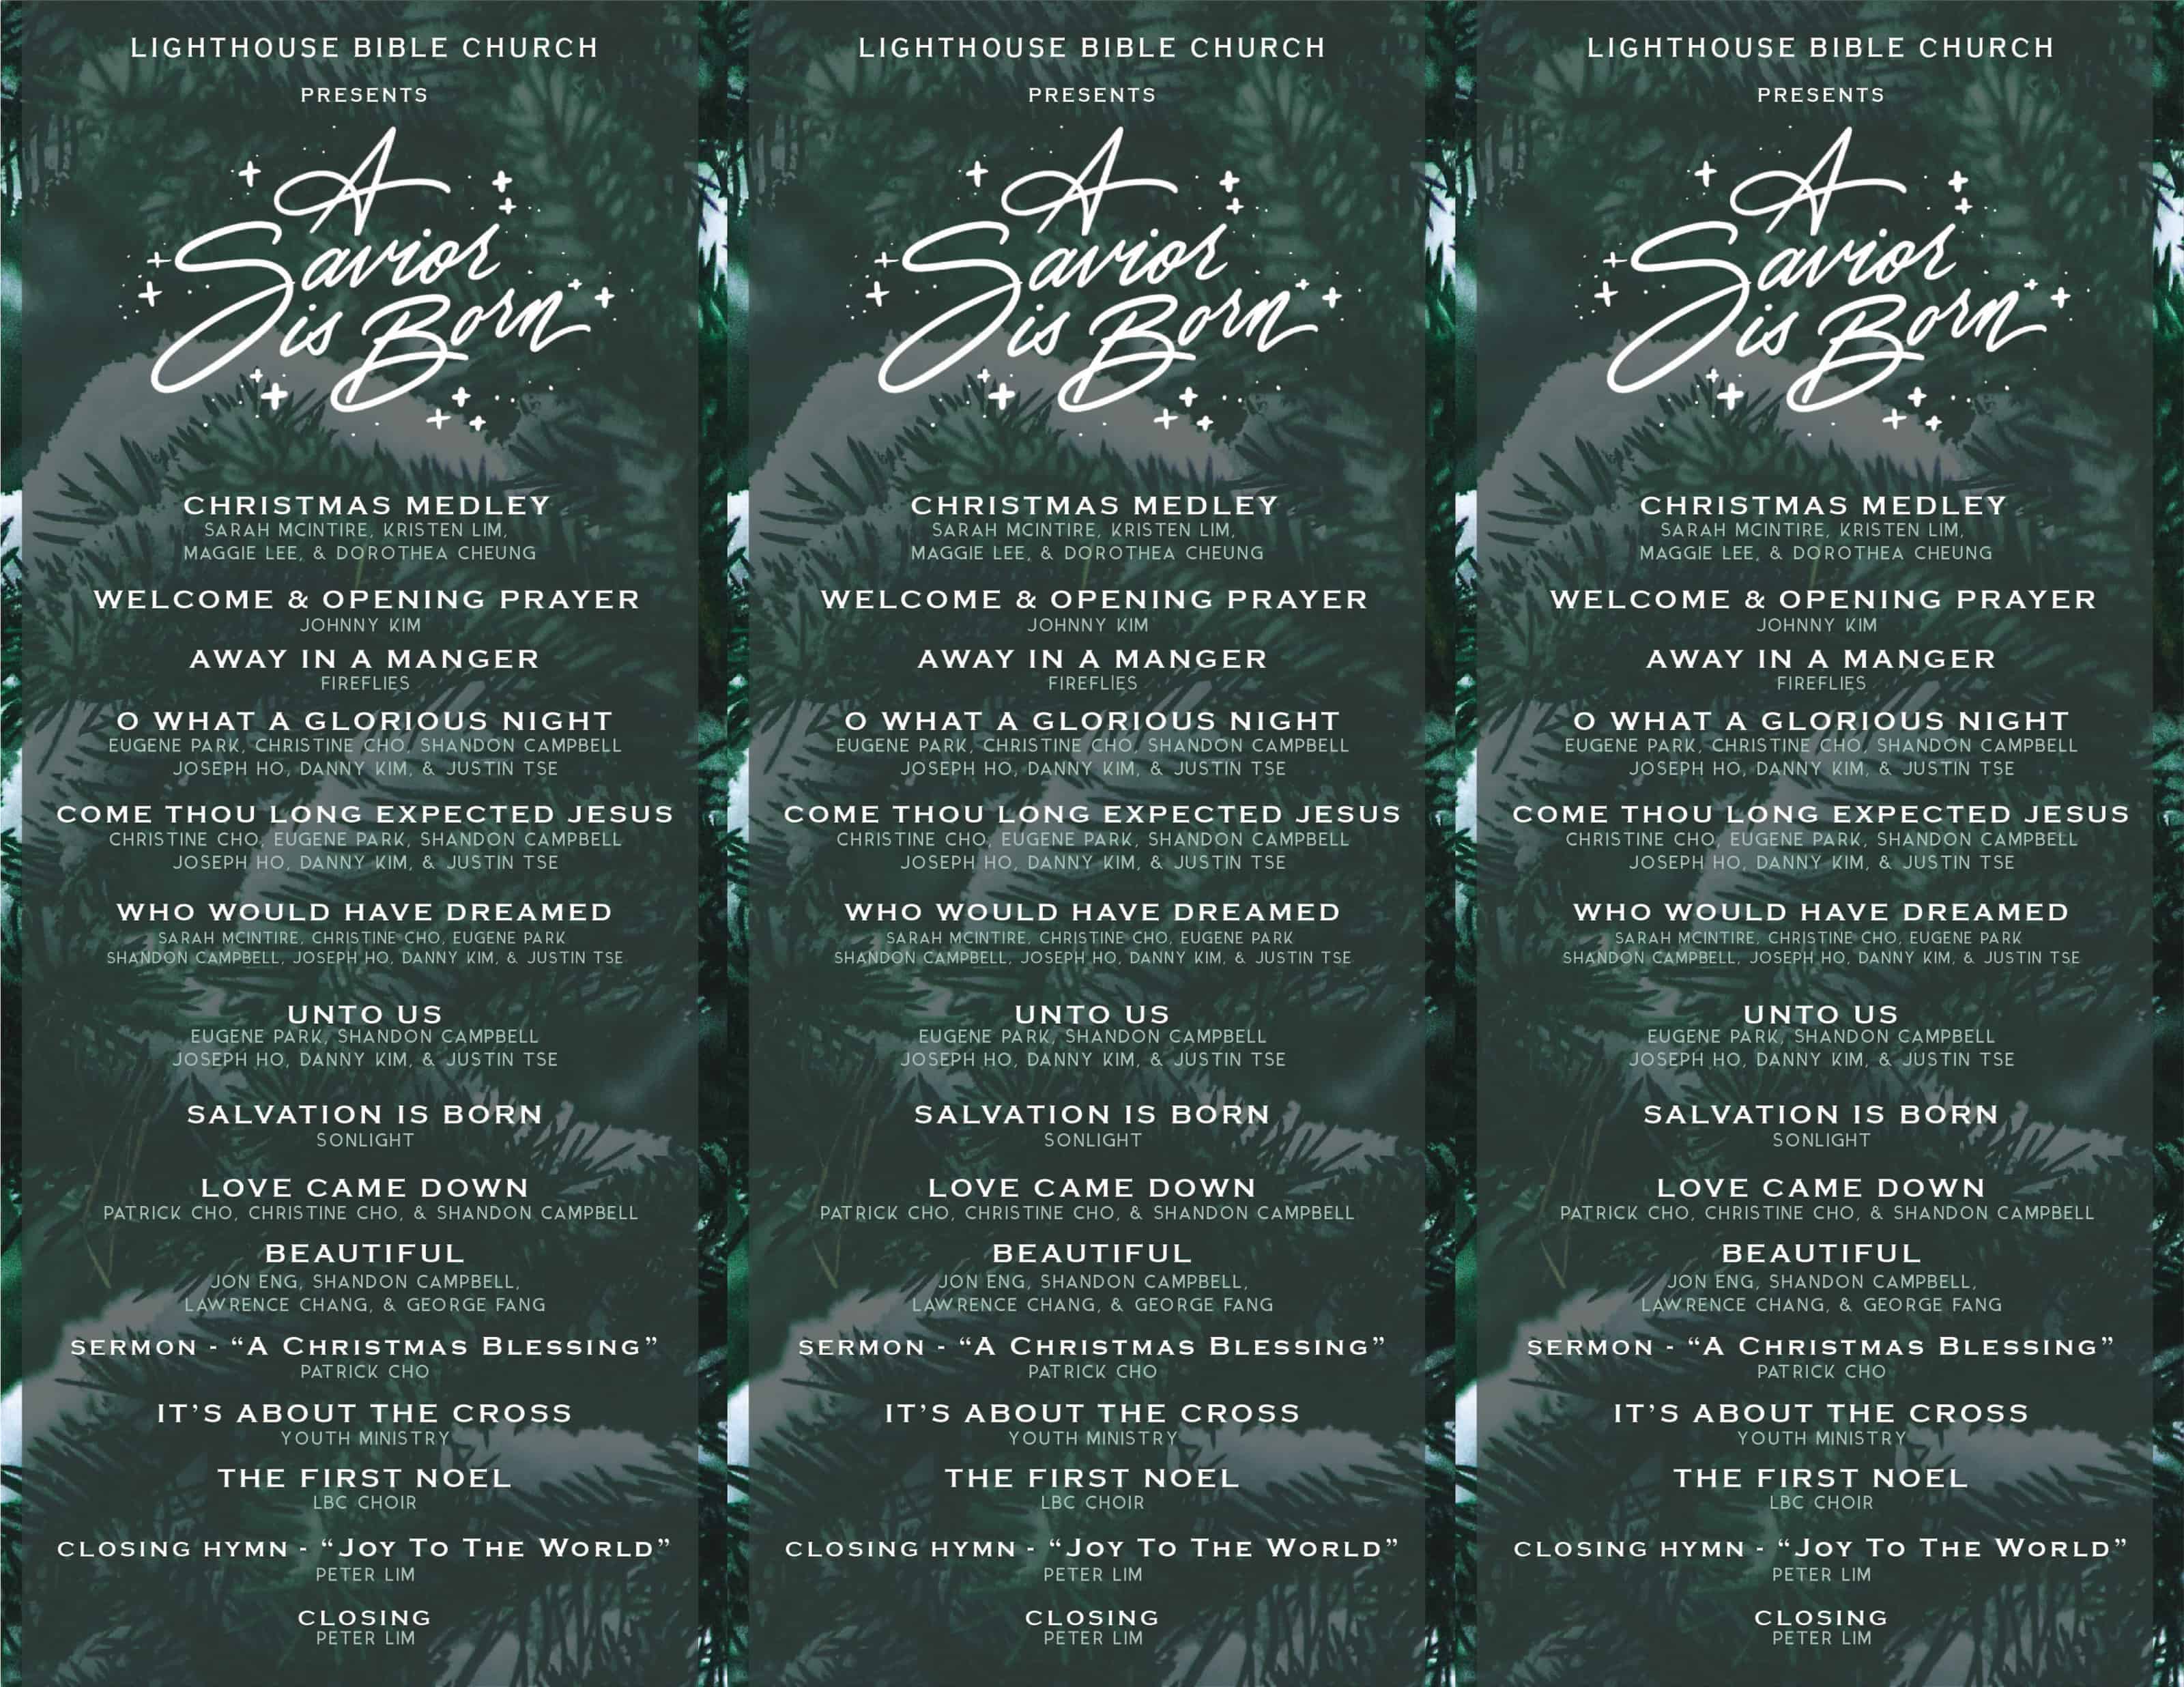 LIGHTHOUSE BIBLE CHURCH
PRESENTS
A
Savior
is Born
CHRISTMAS MEDLEY
SARAH MCINTIRE, KRISTEN LIM,
MAGGIE LEE, & DOROTHEA CHEUNG
WELCOME & OPENING PRAYER
JOHNNY KIM
AWAY IN A MANGER
FIREFLIES
O WHAT A GLORIOUS NIGHT
EUGENE PARK, CHRISTINE CHO, SHANDON CAMPBELL
JOSEPH HO, DANNY KIM, & JUSTIN TSE
COME THOU LONG EXPECTED JESUS
CHRISTINE CHO, EUGENE PARK, SHANDON CAMPBELL
JOSEPH HO, DANNY KIM, & JUSTIN TSE
WHO WOULD HAVE DREAMED
SARAH MCINTIRE, CHRISTINE CHO, EUGENE PARK
SHANDON CAMPBELL, JOSEPH HO, DANNY KIM, & JUSTIN TSE
UNTO US
EUGENE PARK, SHANDON CAMPBELL
JOSEPH HO, DANNY KIM, & JUSTIN TSE
SALVATION IS BORN
SONLIGHT
LOVE CAME DOWN
PATRICK CHO, CHRISTINE CHO, & SHANDON CAMPBELL
BEAUTIFUL
JON ENG, SHANDON CAMPBELL,
LAWRENCE CHANG, & GEORGE FANG
SERMON - “A CHRISTMAS BLESSING”
PATRICK CHO
IT’S ABOUT THE CROSS
YOUTH MINISTRY
THE FIRST NOEL
LBC CHOIR
CLOSING HYMN - “JOY TO THE WORLD”
PETER LIM
CLOSING
PETER LIM
LIGHTHOUSE BIBLE CHURCH
PRESENTS
A
Savior
is Born
CHRISTMAS MEDLEY
SARAH MCINTIRE, KRISTEN LIM,
MAGGIE LEE, & DOROTHEA CHEUNG
WELCOME & OPENING PRAYER
JOHNNY KIM
AWAY IN A MANGER
FIREFLIES
O WHAT A GLORIOUS NIGHT
EUGENE PARK, CHRISTINE CHO, SHANDON CAMPBELL
JOSEPH HO, DANNY KIM, & JUSTIN TSE
COME THOU LONG EXPECTED JESUS
CHRISTINE CHO, EUGENE PARK, SHANDON CAMPBELL
JOSEPH HO, DANNY KIM, & JUSTIN TSE
WHO WOULD HAVE DREAMED
SARAH MCINTIRE, CHRISTINE CHO, EUGENE PARK
SHANDON CAMPBELL, JOSEPH HO, DANNY KIM, & JUSTIN TSE
UNTO US
EUGENE PARK, SHANDON CAMPBELL
JOSEPH HO, DANNY KIM, & JUSTIN TSE
SALVATION IS BORN
SONLIGHT
LOVE CAME DOWN
PATRICK CHO, CHRISTINE CHO, & SHANDON CAMPBELL
BEAUTIFUL
JON ENG, SHANDON CAMPBELL,
LAWRENCE CHANG, & GEORGE FANG
SERMON - “A CHRISTMAS BLESSING”
PATRICK CHO
IT’S ABOUT THE CROSS
YOUTH MINISTRY
THE FIRST NOEL
LBC CHOIR
CLOSING HYMN - “JOY TO THE WORLD”
PETER LIM
CLOSING
PETER LIM
LIGHTHOUSE BIBLE CHURCH
PRESENTS
A
Savior
is Born
CHRISTMAS MEDLEY
SARAH MCINTIRE, KRISTEN LIM,
MAGGIE LEE, & DOROTHEA CHEUNG
WELCOME & OPENING PRAYER
JOHNNY KIM
AWAY IN A MANGER
FIREFLIES
O WHAT A GLORIOUS NIGHT
EUGENE PARK, CHRISTINE CHO, SHANDON CAMPBELL
JOSEPH HO, DANNY KIM, & JUSTIN TSE
COME THOU LONG EXPECTED JESUS
CHRISTINE CHO, EUGENE PARK, SHANDON CAMPBELL
JOSEPH HO, DANNY KIM, & JUSTIN TSE
WHO WOULD HAVE DREAMED
SARAH MCINTIRE, CHRISTINE CHO, EUGENE PARK
SHANDON CAMPBELL, JOSEPH HO, DANNY KIM, & JUSTIN TSE
UNTO US
EUGENE PARK, SHANDON CAMPBELL
JOSEPH HO, DANNY KIM, & JUSTIN TSE
SALVATION IS BORN
SONLIGHT
LOVE CAME DOWN
PATRICK CHO, CHRISTINE CHO, & SHANDON CAMPBELL
BEAUTIFUL
JON ENG, SHANDON CAMPBELL,
LAWRENCE CHANG, & GEORGE FANG
SERMON - “A CHRISTMAS BLESSING”
PATRICK CHO
IT’S ABOUT THE CROSS
YOUTH MINISTRY
THE FIRST NOEL
LBC CHOIR
CLOSING HYMN - “JOY TO THE WORLD”
PETER LIM
CLOSING
PETER LIM